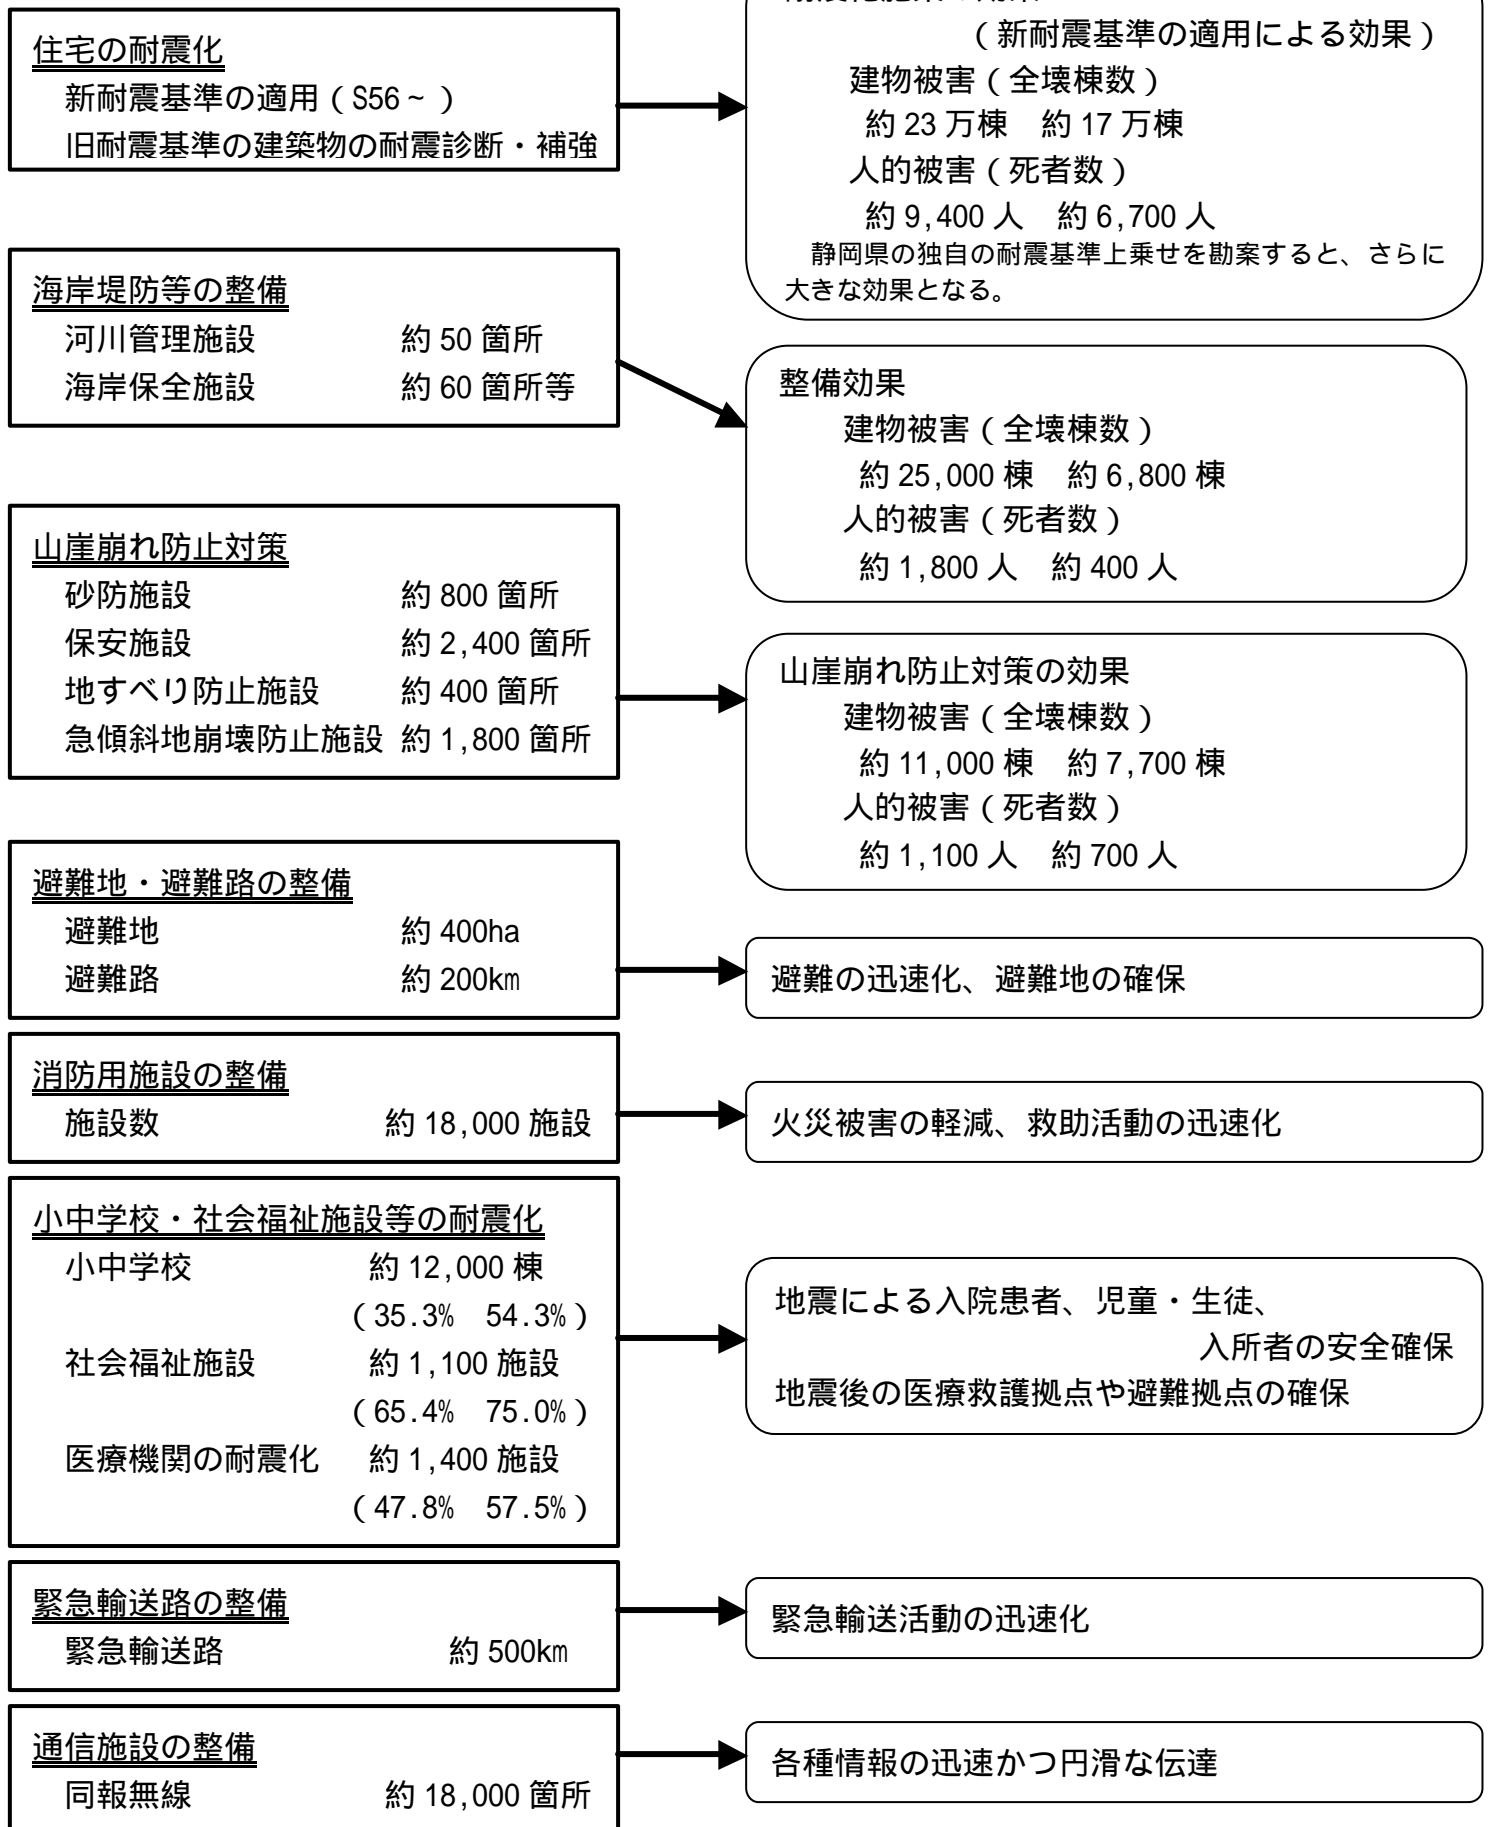 住宅の耐震化
新耐震基準の適用（S56~）
旧耐震基準の建築物の耐震診断・補強
（新耐震基準の適用による効果）
建物被害（全壊棟数）
約23万棟　約17万棟
人的被害（死者数）
約9,400人　約6,700人
静岡県の独自の耐震基準上乗せを勘案すると、さらに
大きな効果となる。
海岸堤防等の整備
河川管理施設　約50箇所
海岸保全施設　約60箇所等
整備効果
建物被害（全壊棟数）
約25,000棟　約6,800棟
人的被害（死者数）
約1,800人　約400人
山崖崩れ防止対策
砂防施設　約800箇所
保安施設　約2,400箇所
地すべり防止施設　約400箇所
急傾斜地崩壊防止施設　約1,800箇所
山崖崩れ防止対策の効果
建物被害（全壊棟数）
約11,000棟　約7,700棟
人的被害（死者数）
約1,100人　約700人
避難地・避難路の整備
避難地　約400ha
避難路　約200km
避難の迅速化、避難地の確保
消防用施設の整備
施設数　約18,000施設
火災被害の軽減、救助活動の迅速化
小中学校・社会福祉施設等の耐震化
小中学校　約12,000棟
（35.3%　54.3%）
社会福祉施設　約1,100施設
（65.4%　75.0%）
医療機関の耐震化　約1,400施設
（47.8%　57.5%）
地震による入院患者、児童・生徒、
入所者の安全確保
地震後の医療救護拠点や避難拠点の確保
緊急輸送路の整備
緊急輸送路　約500km
緊急輸送活動の迅速化
通信施設の整備
同報無線　約18,000箇所
各種情報の迅速かつ円滑な伝達